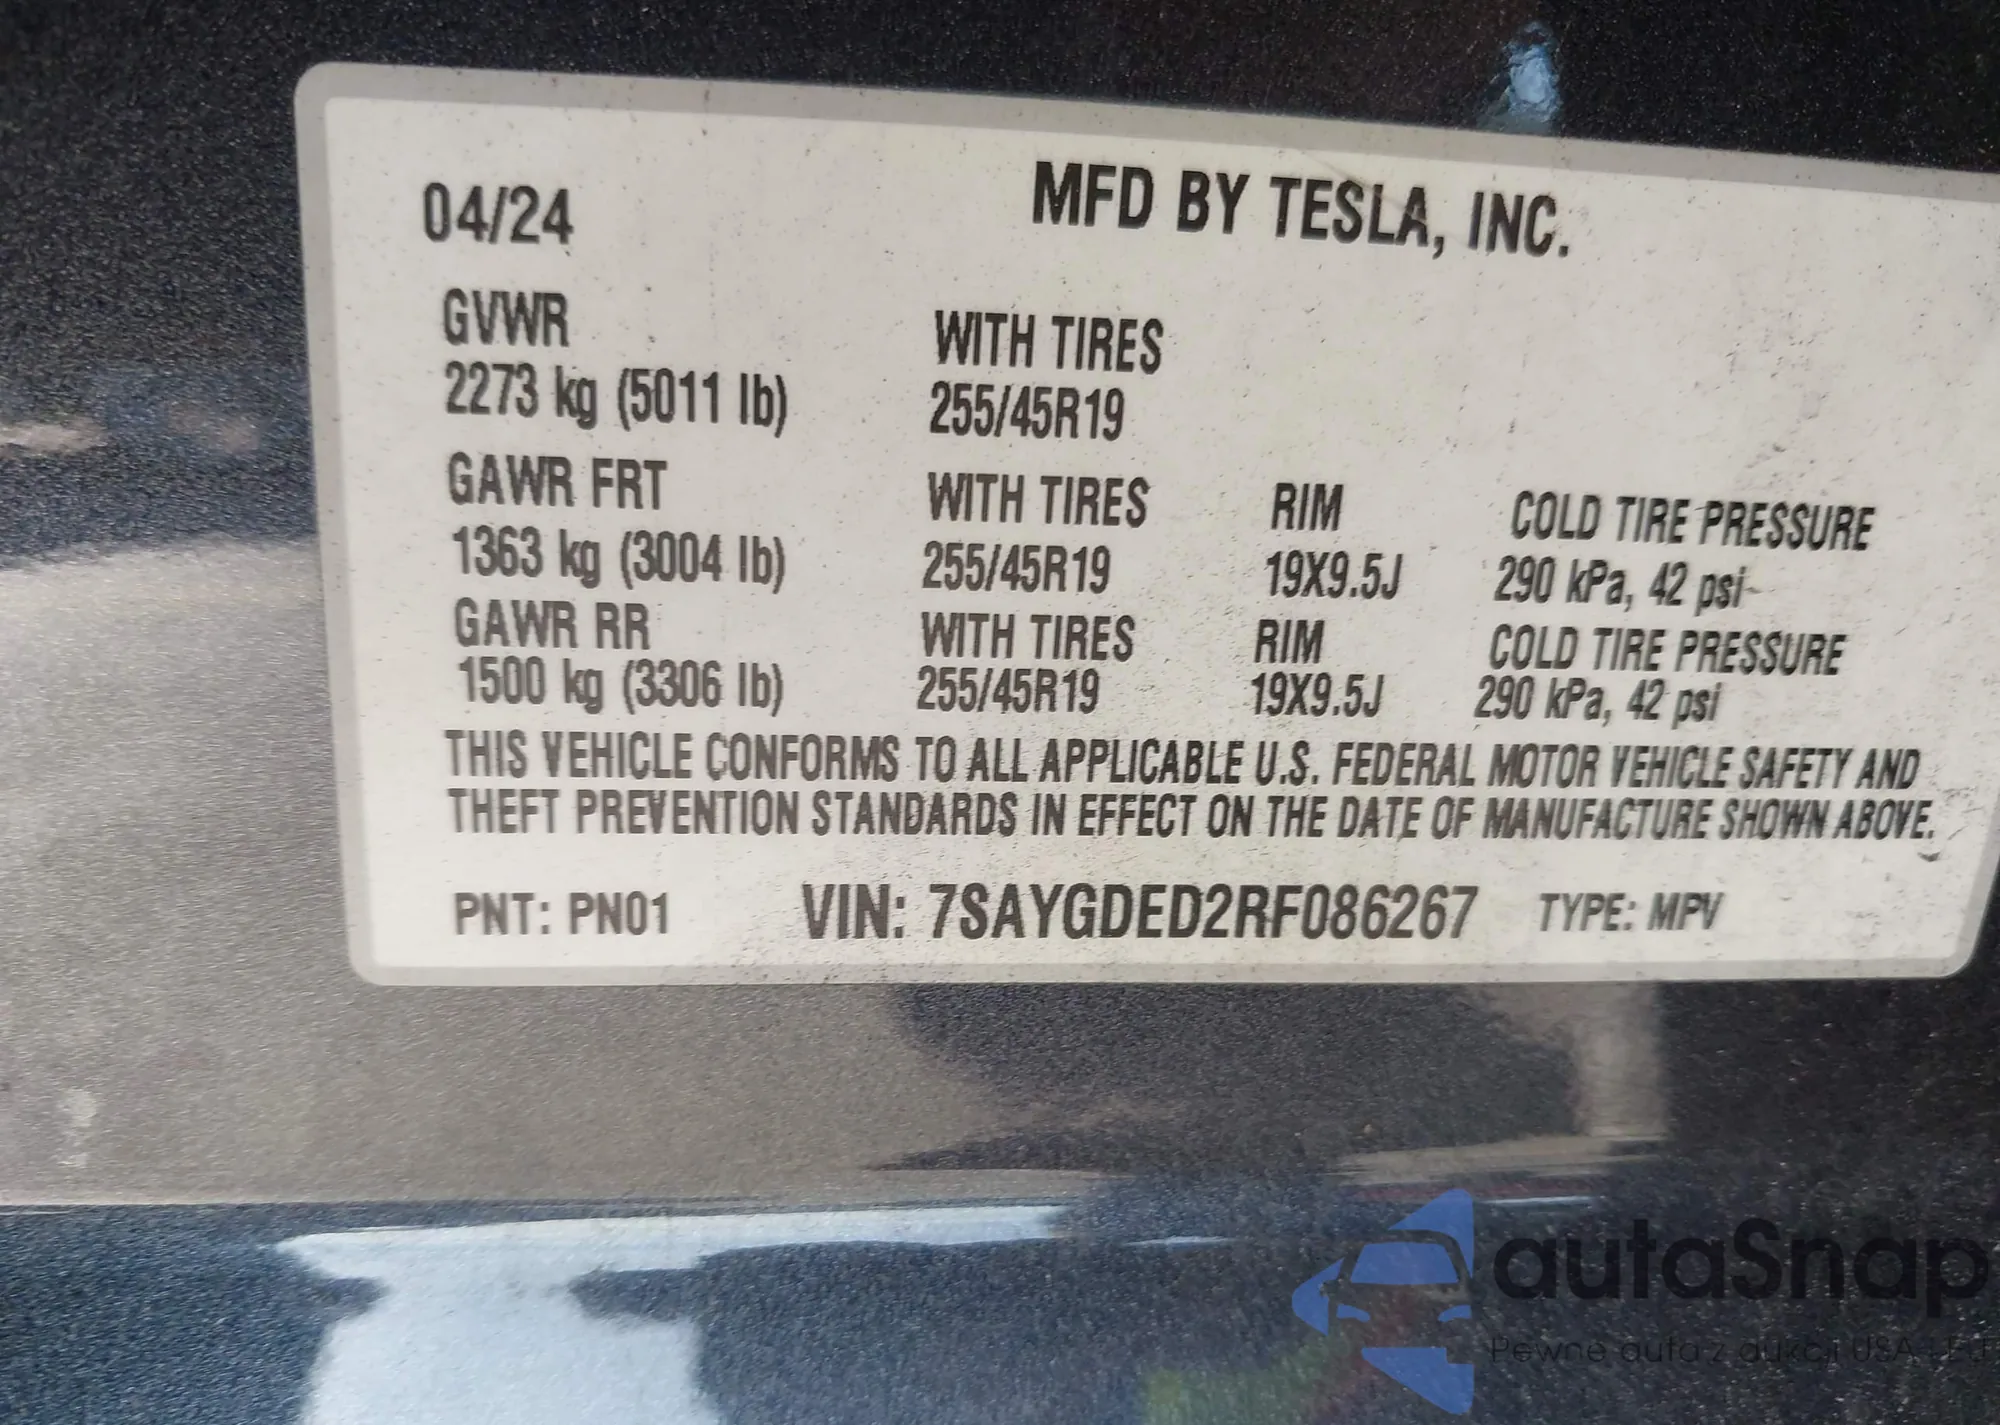 04/24 MFD BY TESLA, INC.
GVWR WITH TIRES
2273 kg (5011 lb) 255/45R19
GAWR FRT WITH TIRES RIM COLD TIRE PRESSURE
1363 kg (3004 lb) 255/45R19 19X9.5J 290 kPa, 42 psi
GAWR RR WITH TIRES RIM COLD TIRE PRESSURE
1500 kg (3306 lb) 255/45R19 19X9.5J 290 kPa, 42 psi
THIS VEHICLE CONFORMS TO ALL APPLICABLE U.S. FEDERAL MOTOR VEHICLE SAFETY AND
THEFT PREVENTION STANDARDS IN EFFECT ON THE DATE OF MANUFACTURE SHOWN ABOVE.
PNT: PN01 VIN: 7SAYGDED2RF086267 TYPE: MPV
autaSnap
Pewne auta z aukcji USA